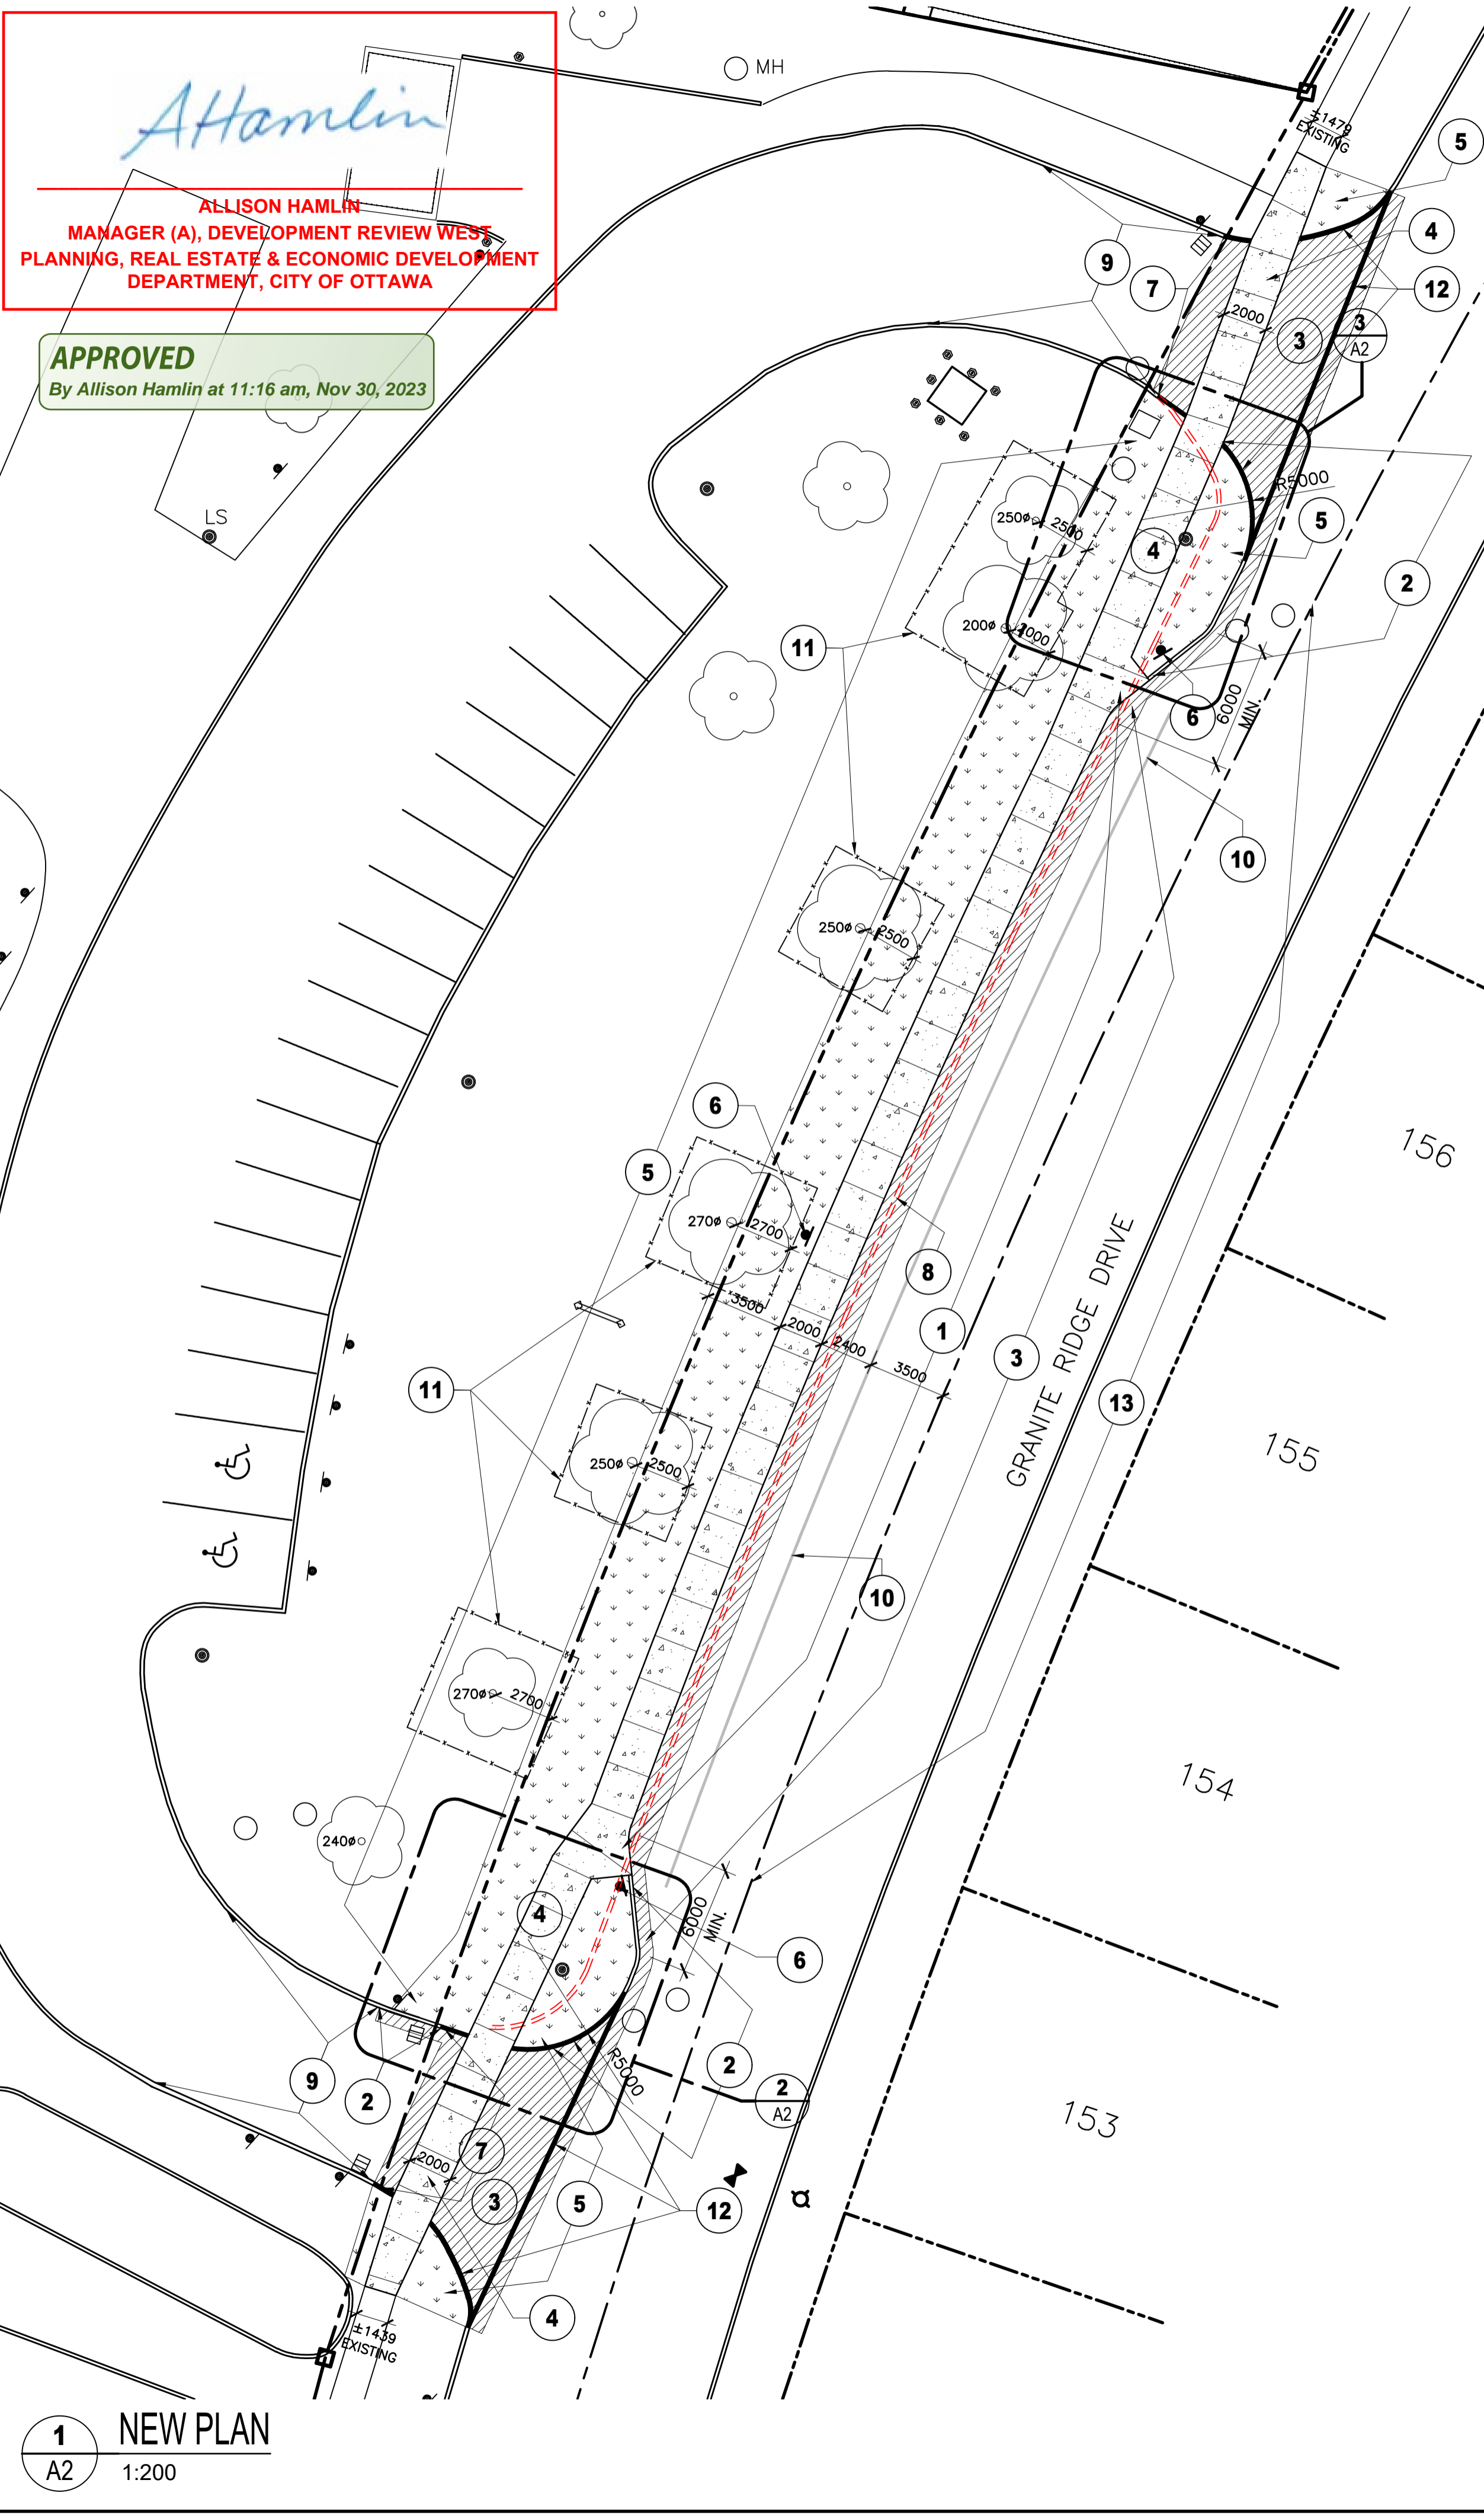 AHamlin
ALLISON HAMLIN
MANAGER (A), DEVELOPMENT REVIEW WEST
PLANNING, REAL ESTATE & ECONOMIC DEVELOPMENT
DEPARTMENT, CITY OF OTTAWA
APPROVED
By Allison Hamlin at 11:16 am, Nov 30, 2023
MH
±1479
EXISTING
5
4
9
7
12
2000
3
3
A2
LS
R5000
250ø
2500
5
4
2
200ø
2000
11
6
6000
MIN.
10
250ø
2500
6
156
5
270ø
2700
8
3500
2000
2400
3500
1
3
GRANITE RIDGE DRIVE
11
13
155
250ø
2500
10
270ø
2700
154
240ø
4
6000
MIN.
6
R5000
2
9
2
2
A2
153
7
2000
3
5
12
4
±1439
EXISTING
1
A2
NEW PLAN
1:200